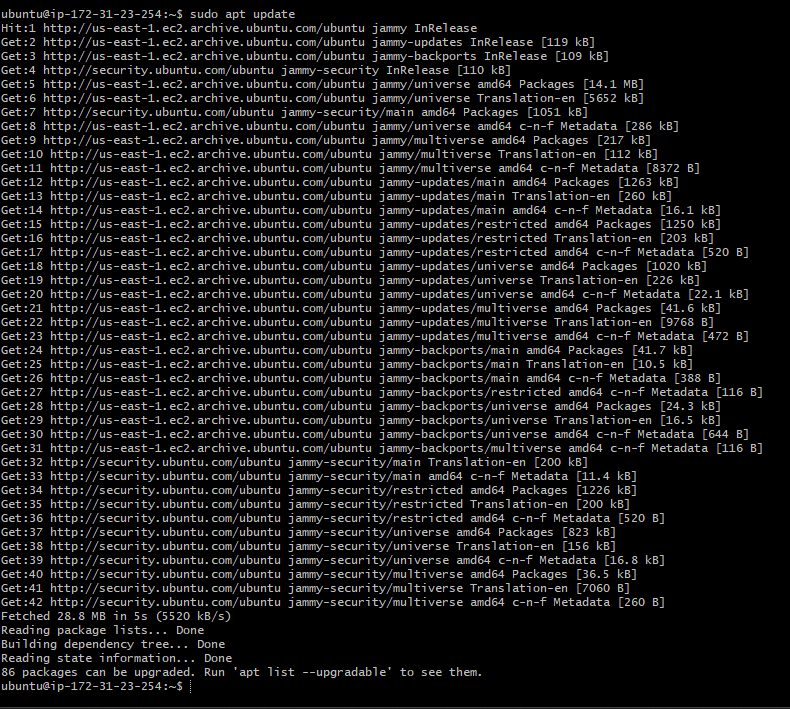 ubuntu@ip-172-31-23-254:~$ sudo apt update
Hit:1 http://us-east-1.ec2.archive.ubuntu.com/ubuntu jammy InRelease
Get:2 http://us-east-1.ec2.archive.ubuntu.com/ubuntu jammy-updates InRelease [119 kB]
Get:3 http://us-east-1.ec2.archive.ubuntu.com/ubuntu jammy-backports InRelease [109 kB]
Get:4 http://security.ubuntu.com/ubuntu jammy-security InRelease [110 kB]
Get:5 http://us-east-1.ec2.archive.ubuntu.com/ubuntu jammy/universe amd64 Packages [14.1 MB]
Get:6 http://us-east-1.ec2.archive.ubuntu.com/ubuntu jammy/universe Translation-en [5652 kB]
Get:7 http://security.ubuntu.com/ubuntu jammy-security/main amd64 Packages [1051 kB]
Get:8 http://us-east-1.ec2.archive.ubuntu.com/ubuntu jammy/universe amd64 c-n-f Metadata [286 kB]
Get:9 http://us-east-1.ec2.archive.ubuntu.com/ubuntu jammy/multiverse amd64 Packages [217 kB]
Get:10 http://us-east-1.ec2.archive.ubuntu.com/ubuntu jammy/multiverse Translation-en [112 kB]
Get:11 http://us-east-1.ec2.archive.ubuntu.com/ubuntu jammy/multiverse amd64 c-n-f Metadata [8372 B]
Get:12 http://us-east-1.ec2.archive.ubuntu.com/ubuntu jammy-updates/main amd64 Packages [1263 kB]
Get:13 http://us-east-1.ec2.archive.ubuntu.com/ubuntu jammy-updates/main Translation-en [260 kB]
Get:14 http://us-east-1.ec2.archive.ubuntu.com/ubuntu jammy-updates/main amd64 c-n-f Metadata [16.1 kB]
Get:15 http://us-east-1.ec2.archive.ubuntu.com/ubuntu jammy-updates/restricted amd64 Packages [1250 kB]
Get:16 http://us-east-1.ec2.archive.ubuntu.com/ubuntu jammy-updates/restricted Translation-en [203 kB]
Get:17 http://us-east-1.ec2.archive.ubuntu.com/ubuntu jammy-updates/restricted amd64 c-n-f Metadata [520 B]
Get:18 http://us-east-1.ec2.archive.ubuntu.com/ubuntu jammy-updates/universe amd64 Packages [1020 kB]
Get:19 http://us-east-1.ec2.archive.ubuntu.com/ubuntu jammy-updates/universe Translation-en [226 kB]
Get:20 http://us-east-1.ec2.archive.ubuntu.com/ubuntu jammy-updates/universe amd64 c-n-f Metadata [22.1 kB]
Get:21 http://us-east-1.ec2.archive.ubuntu.com/ubuntu jammy-updates/multiverse amd64 Packages [41.6 kB]
Get:22 http://us-east-1.ec2.archive.ubuntu.com/ubuntu jammy-updates/multiverse Translation-en [9768 B]
Get:23 http://us-east-1.ec2.archive.ubuntu.com/ubuntu jammy-updates/multiverse amd64 c-n-f Metadata [472 B]
Get:24 http://us-east-1.ec2.archive.ubuntu.com/ubuntu jammy-backports/main amd64 Packages [41.7 kB]
Get:25 http://us-east-1.ec2.archive.ubuntu.com/ubuntu jammy-backports/main Translation-en [10.5 kB]
Get:26 http://us-east-1.ec2.archive.ubuntu.com/ubuntu jammy-backports/main amd64 c-n-f Metadata [388 B]
Get:27 http://us-east-1.ec2.archive.ubuntu.com/ubuntu jammy-backports/restricted amd64 c-n-f Metadata [116 B]
Get:28 http://us-east-1.ec2.archive.ubuntu.com/ubuntu jammy-backports/universe amd64 Packages [24.3 kB]
Get:29 http://us-east-1.ec2.archive.ubuntu.com/ubuntu jammy-backports/universe Translation-en [16.5 kB]
Get:30 http://us-east-1.ec2.archive.ubuntu.com/ubuntu jammy-backports/universe amd64 c-n-f Metadata [644 B]
Get:31 http://us-east-1.ec2.archive.ubuntu.com/ubuntu jammy-backports/multiverse amd64 c-n-f Metadata [116 B]
Get:32 http://security.ubuntu.com/ubuntu jammy-security/main Translation-en [200 kB]
Get:33 http://security.ubuntu.com/ubuntu jammy-security/main amd64 c-n-f Metadata [11.4 kB]
Get:34 http://security.ubuntu.com/ubuntu jammy-security/restricted amd64 Packages [1226 kB]
Get:35 http://security.ubuntu.com/ubuntu jammy-security/restricted Translation-en [200 kB]
Get:36 http://security.ubuntu.com/ubuntu jammy-security/restricted amd64 c-n-f Metadata [520 B]
Get:37 http://security.ubuntu.com/ubuntu jammy-security/universe amd64 Packages [823 kB]
Get:38 http://security.ubuntu.com/ubuntu jammy-security/universe Translation-en [156 kB]
Get:39 http://security.ubuntu.com/ubuntu jammy-security/universe amd64 c-n-f Metadata [16.8 kB]
Get:40 http://security.ubuntu.com/ubuntu jammy-security/multiverse amd64 Packages [36.5 kB]
Get:41 http://security.ubuntu.com/ubuntu jammy-security/multiverse Translation-en [7060 B]
Get:42 http://security.ubuntu.com/ubuntu jammy-security/multiverse amd64 c-n-f Metadata [260 B]
Fetched 28.8 MB in 5s (5520 kB/s)
Reading package lists... Done
Building dependency tree... Done
Reading state information... Done
86 packages can be upgraded. Run 'apt list --upgradable' to see them.
ubuntu@ip-172-31-23-254:~$